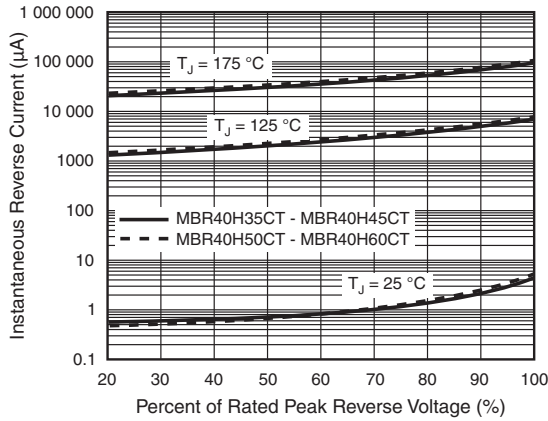 1 000 000
100 000
10 000
1000
100
10
1
0.1
Instantaneous Reverse Current (µA)
T_J = 175 °C
T_J = 125 °C
MBR40H35CT - MBR40H45CT
MBR40H50CT - MBR40H60CT
T_J = 25 °C
20 30 40 50 60 70 80 90 100
Percent of Rated Peak Reverse Voltage (%)